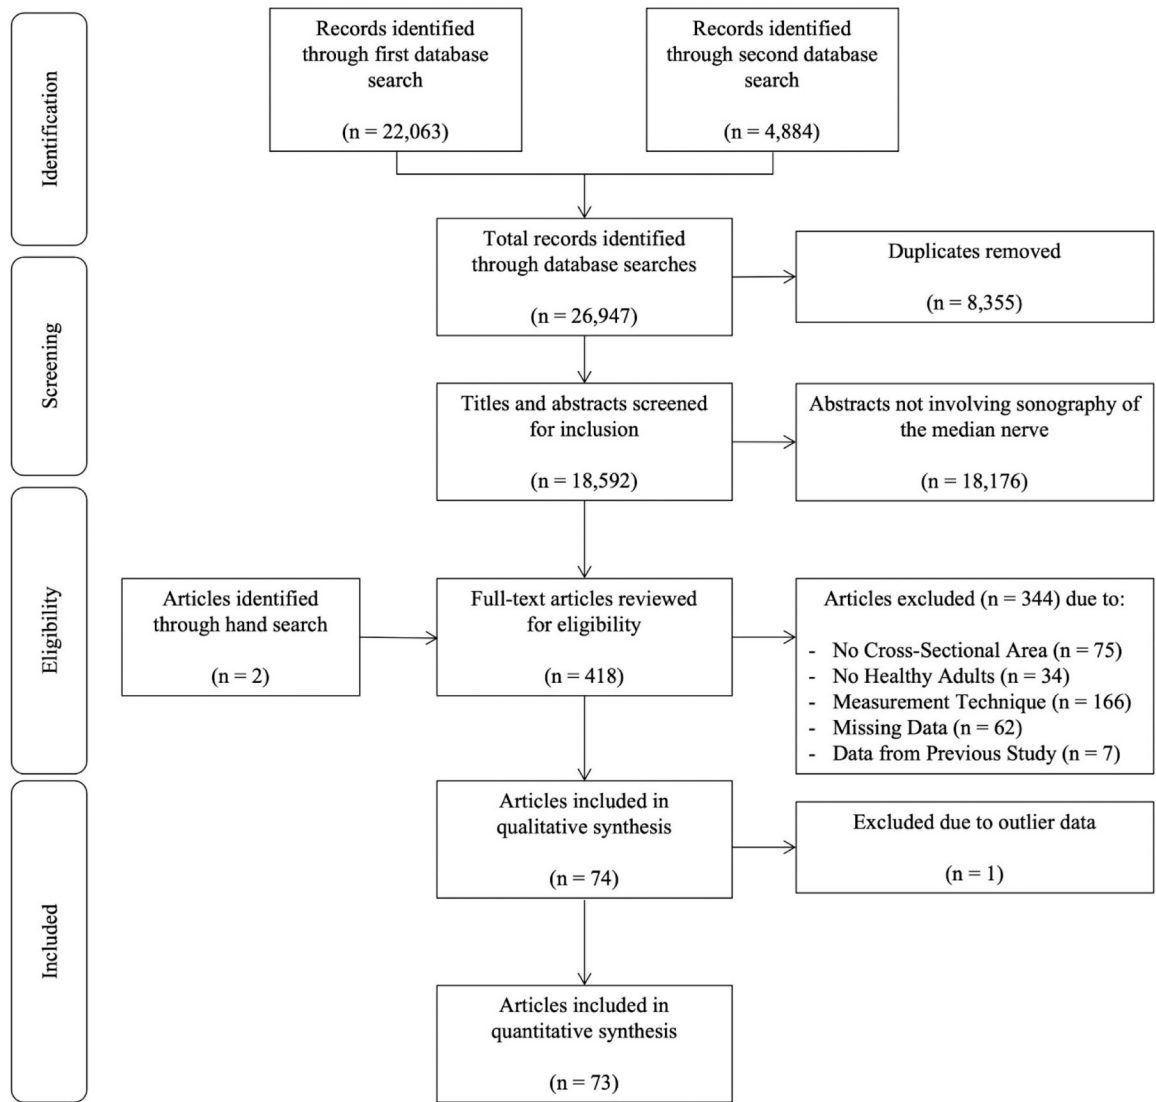 Identification
Records identified
through first database
search
(n = 22,063)
Records identified
through second database
search
(n = 4,884)
Total records identified
through database searches
(n = 26,947)
Duplicates removed
(n = 8,355)
Screening
Titles and abstracts screened
for inclusion
(n = 18,592)
Abstracts not involving sonography of
the median nerve
(n = 18,176)
Eligibility
Articles identified
through hand search
(n = 2)
Full-text articles reviewed
for eligibility
(n = 418)
Articles excluded (n = 344) due to:
- No Cross-Sectional Area (n = 75)
- No Healthy Adults (n = 34)
- Measurement Technique (n = 166)
- Missing Data (n = 62)
- Data from Previous Study (n = 7)
Included
Articles included in
qualitative synthesis
(n = 74)
Excluded due to outlier data
(n = 1)
Articles included in
quantitative synthesis
(n = 73)